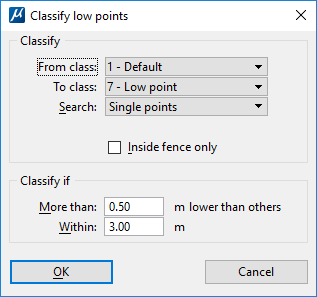 µ Classify low points
Classify
From class: 1 - Default
To class: 7 - Low point
Search: Single points
Inside fence only
Classify if
More than: 0.50 m lower than others
Within: 3.00 m
OK Cancel